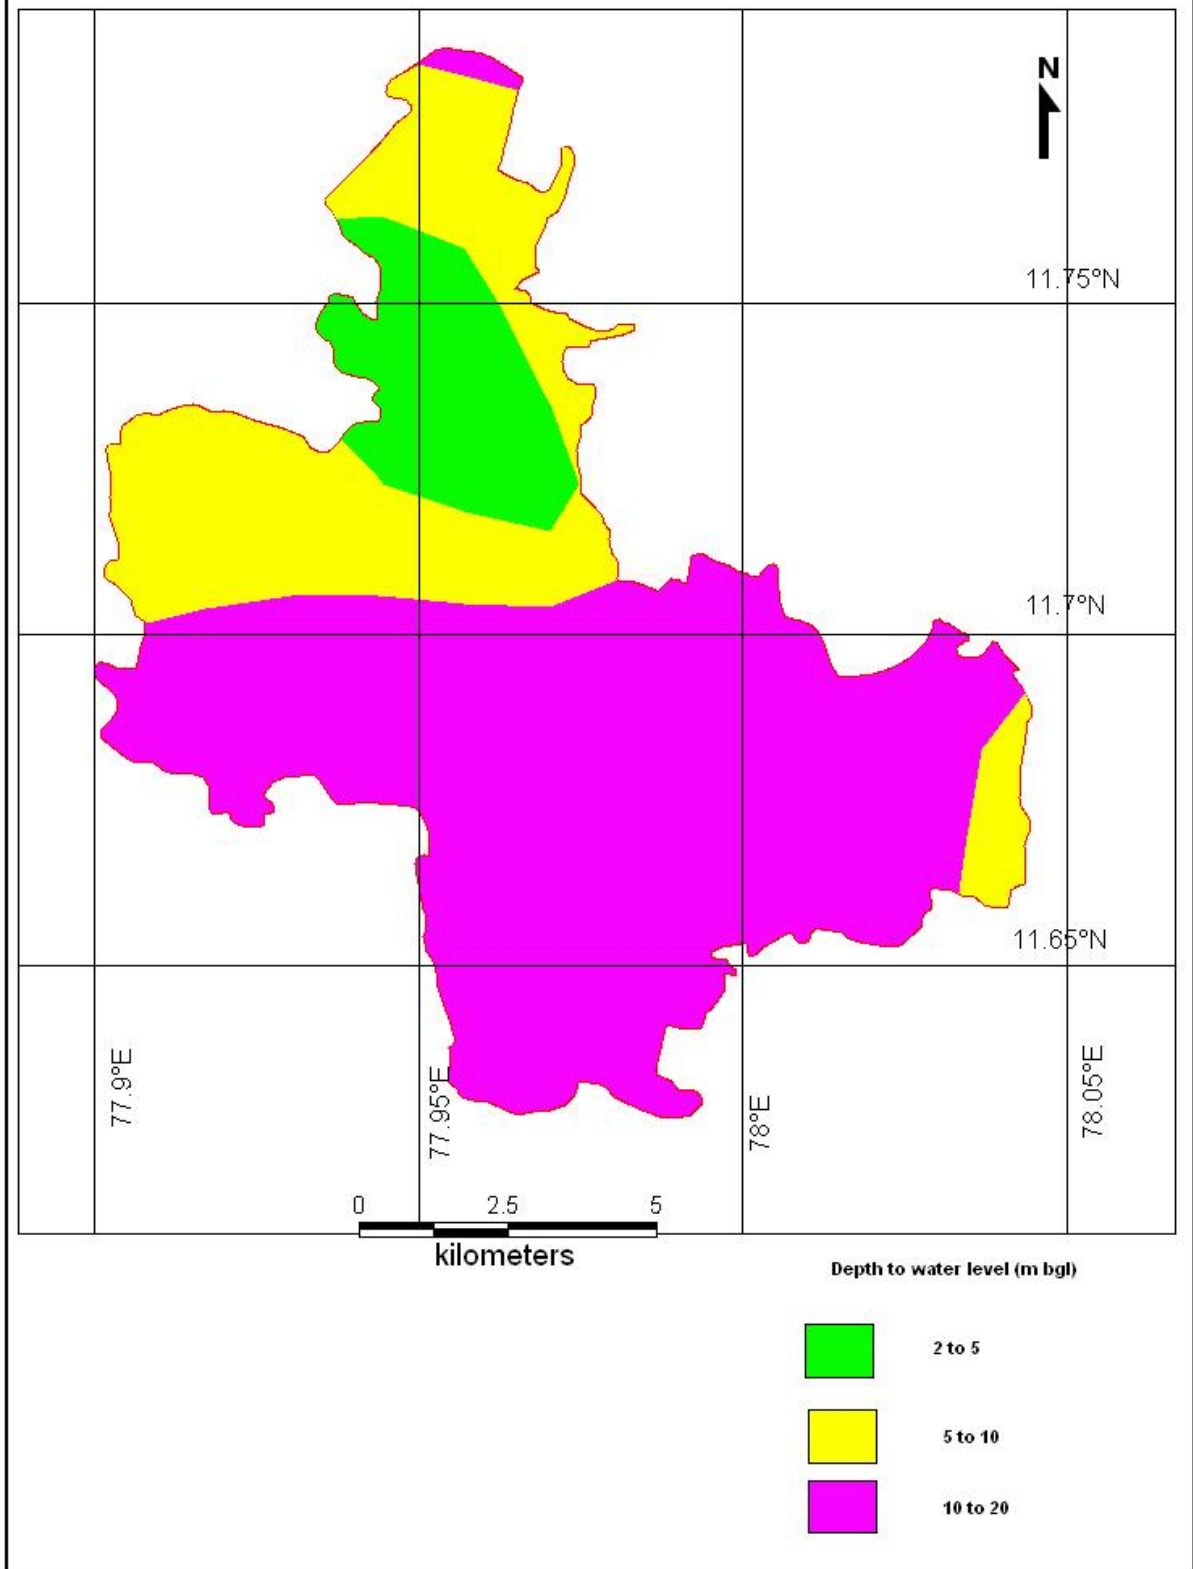 N
11.75°N
11.7°N
11.65°N
77.9°E
77.95°E
78°E
78.05°E
0 2.5 5
kilometers
Depth to water level (m bgl)
2 to 5
5 to 10
10 to 20